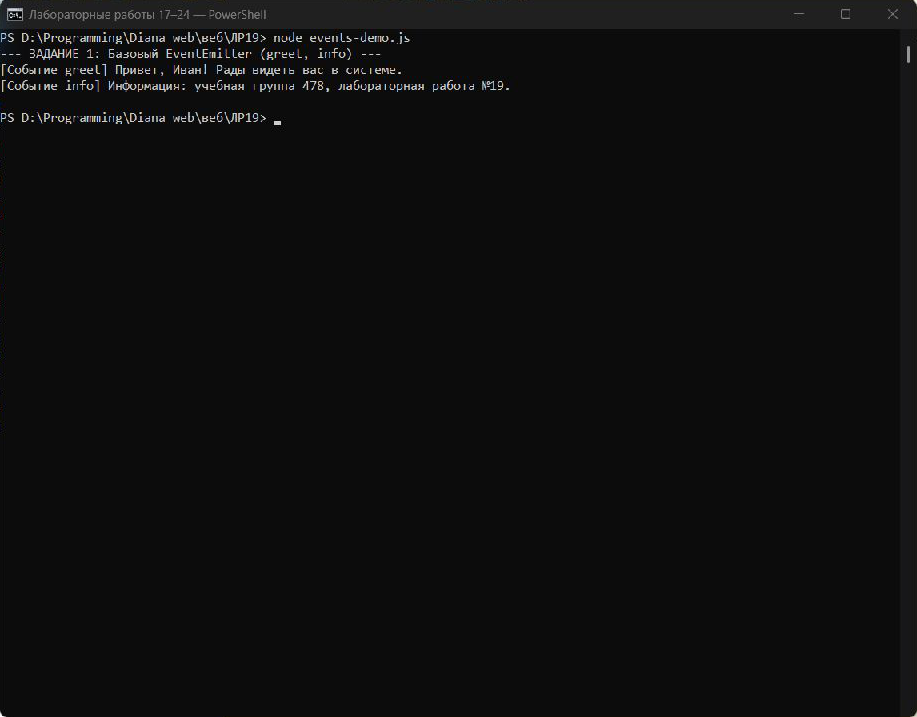 Лабораторные работы 17–24 — PowerShell
PS D:\Programming\Diana web\веб\ЛР19> node events-demo.js
--- ЗАДАНИЕ 1: Базовый EventEmitter (greet, info) ---
[Событие greet] Привет, Иван! Рады видеть вас в системе.
[Событие info] Информация: учебная группа 478, лабораторная работа №19.
PS D:\Programming\Diana web\веб\ЛР19>